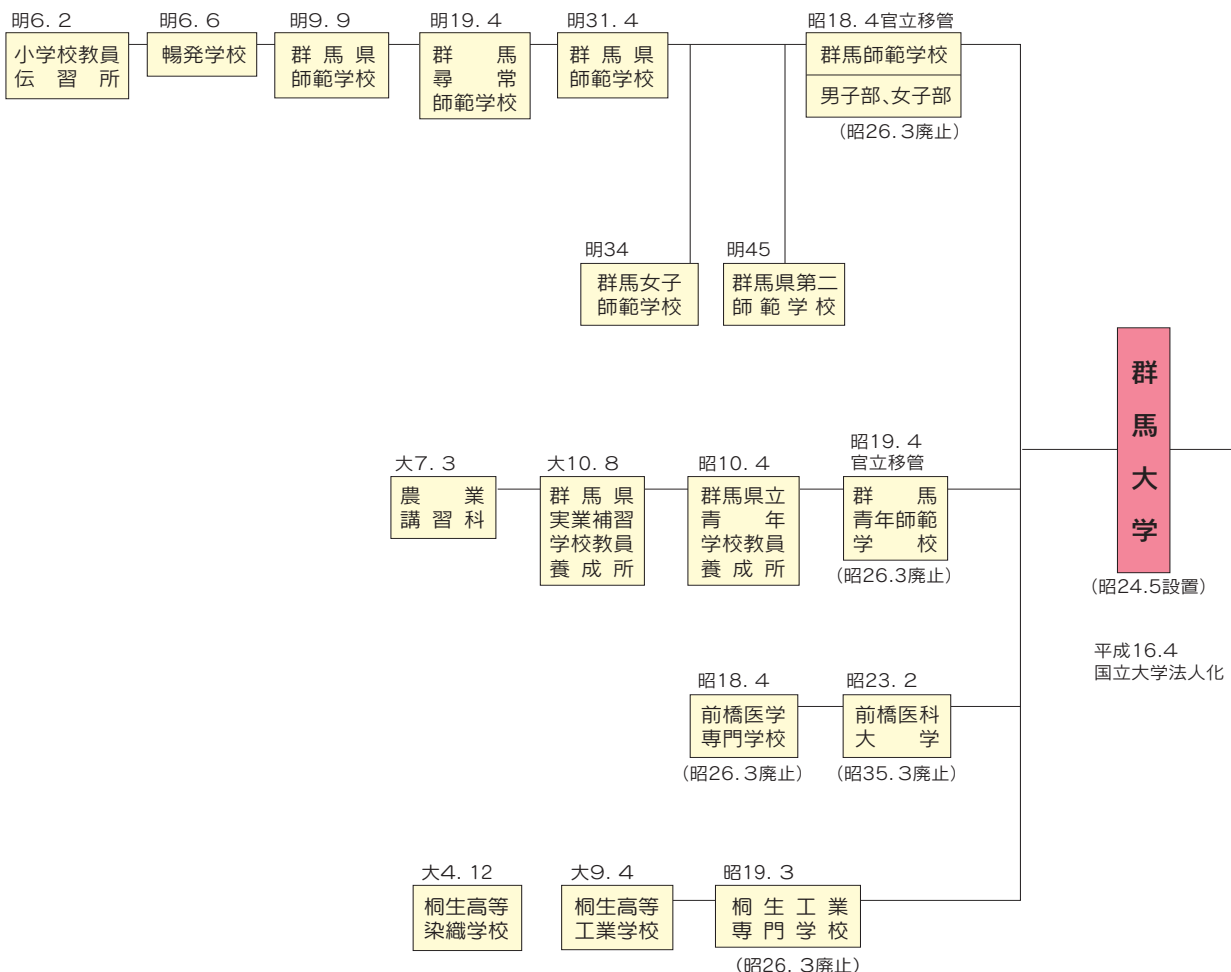 明6. 2
小学校教員
伝習所
明6. 6
暢発学校
明9. 9
群馬県
師範学校
明19. 4
群馬
尋常
師範学校
明31. 4
群馬県
師範学校
昭18. 4官立移管
群馬師範学校
男子部、女子部
(昭26. 3廃止)
明34
群馬女子
師範学校
明45
群馬県第二
師範学校
大7. 3
農業
講習科
大10. 8
群馬県
実業補習
学校教員
養成所
昭10. 4
群馬県立
青年
学校教員
養成所
昭19. 4
官立移管
群馬
青年師範
学校
(昭26.3廃止)
昭18. 4
前橋医学
専門学校
(昭26. 3廃止)
昭23. 2
前橋医科
大学
(昭35. 3廃止)
大4. 12
桐生高等
染織学校
大9. 4
桐生高等
工業学校
昭19. 3
桐生工業
専門学校
(昭26. 3廃止)
群馬大学
(昭24.5設置)
平成16.4
国立大学法人化